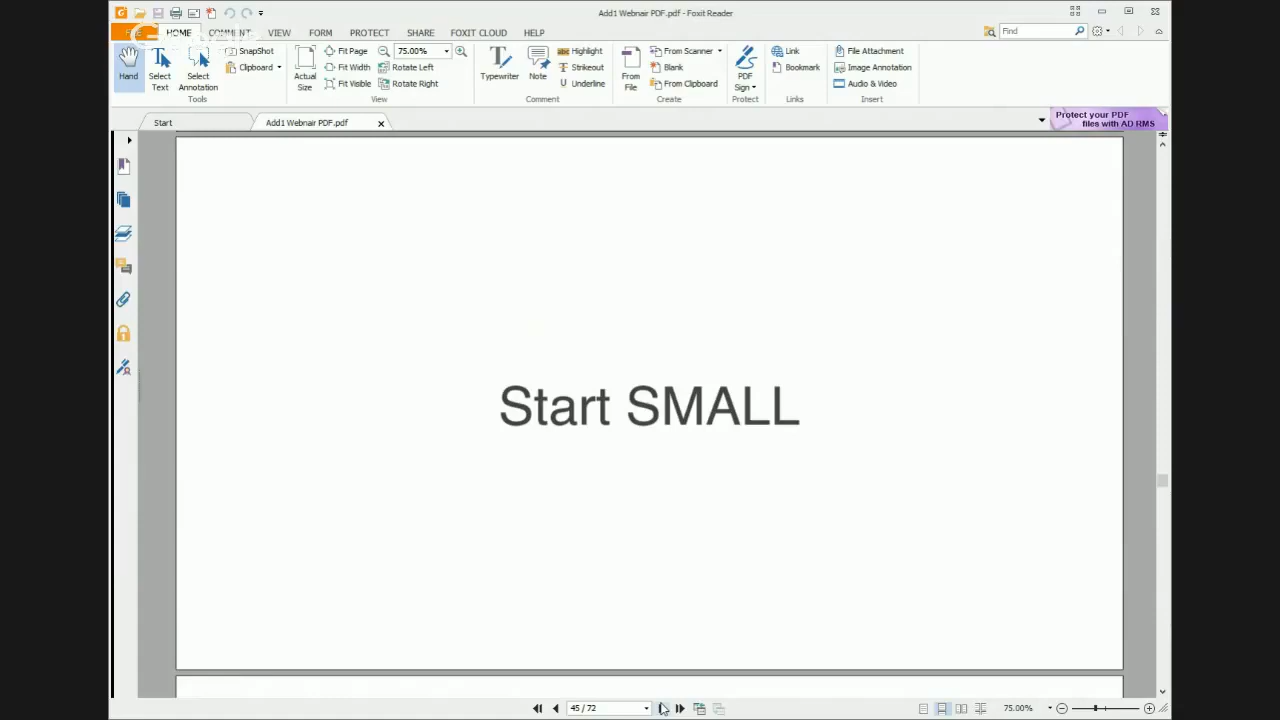 Add1 Webnair PDF.pdf - Foxit Reader
HOME COMMENT VIEW FORM PROTECT SHARE FOXIT CLOUD HELP
Find
Hand
Select Text
Select Annotation
SnapShot
Clipboard
Tools
Actual Size
Fit Page
Fit Width
Fit Visible
75.00%
Rotate Left
Rotate Right
View
Typewriter
Note
Highlight
Strikeout
Underline
Comment
From File
From Scanner
Blank
From Clipboard
Create
PDF Sign
Protect
Link
Bookmark
Links
File Attachment
Image Annotation
Audio & Video
Insert
Start
Add1 Webnair PDF.pdf
Protect your PDF
files with AD RMS
Start SMALL
45 / 72
75.00%